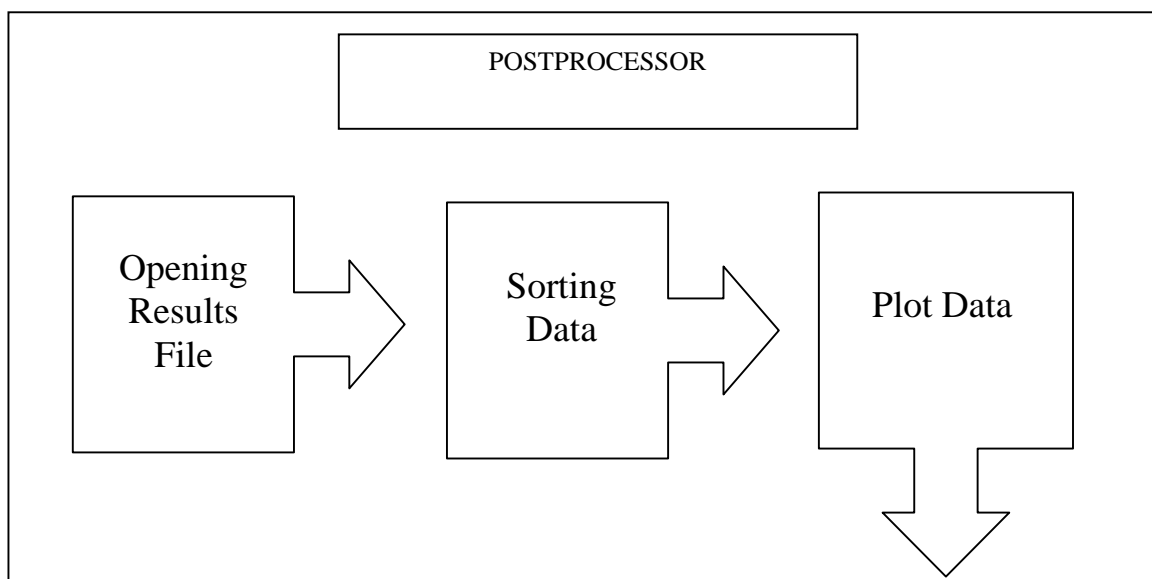 POSTPROCESSOR
Opening
Results
File
Sorting
Data
Plot Data